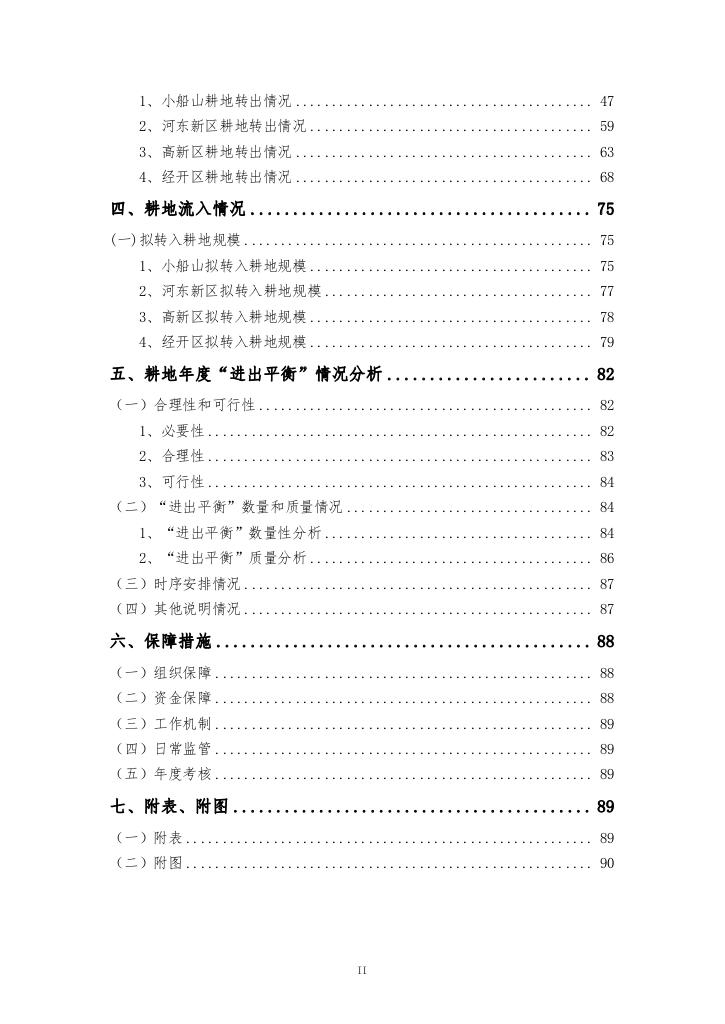 1、小船山耕地转出情况........................................ 47
2、河东新区耕地转出情况...................................... 59
3、高新区耕地转出情况........................................ 63
4、经开区耕地转出情况........................................ 68
四、耕地流入情况........................................ 75
(一)拟转入耕地规模............................................... 75
1、小船山拟转入耕地规模...................................... 75
2、河东新区拟转入耕地规模.................................... 77
3、高新区拟转入耕地规模...................................... 78
4、经开区拟转入耕地规模...................................... 79
五、耕地年度“进出平衡”情况分析........................ 82
（一）合理性和可行性............................................. 82
1、必要性.................................................... 82
2、合理性.................................................... 83
3、可行性.................................................... 84
（二）“进出平衡”数量和质量情况................................. 84
1、“进出平衡”数量性分析.................................... 84
2、“进出平衡”质量分析...................................... 86
（三）时序安排情况............................................... 87
（四）其他说明情况............................................... 87
六、保障措施............................................ 88
（一）组织保障................................................... 88
（二）资金保障................................................... 88
（三）工作机制................................................... 89
（四）日常监管................................................... 89
（五）年度考核................................................... 89
七、附表、附图.......................................... 89
（一）附表....................................................... 89
（二）附图....................................................... 90
II